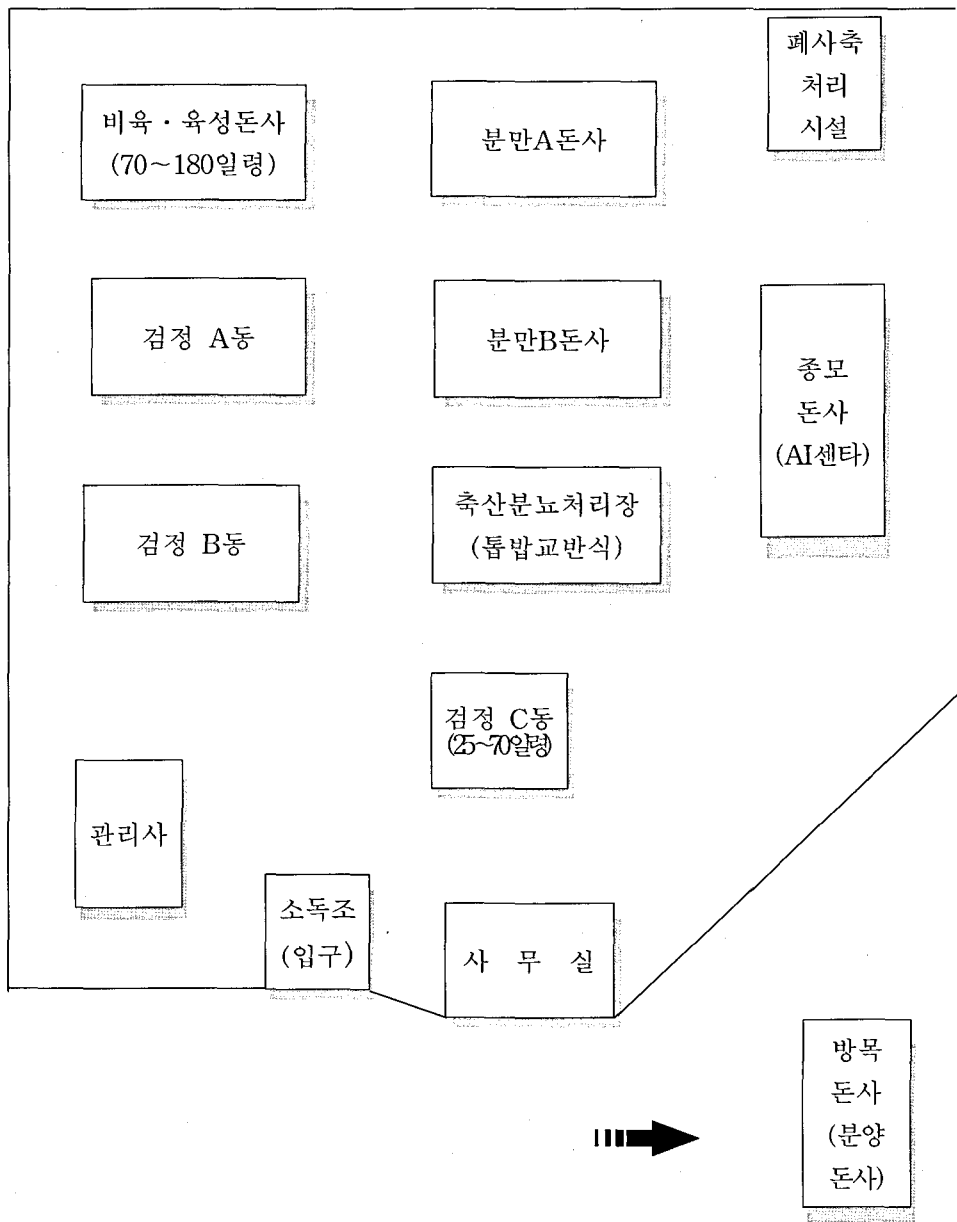 폐사축
처리
시설
비육·육성돈사
(70~180일령)
분만A돈사
검정 A동
분만B돈사
종모
돈사
(AI센타)
검정 B동
축산분뇨처리장
(톱밥교반식)
검정 C동
(25~70일령)
관리사
소독조
(입구)
사 무 실
방목
돈사
(분양
돈사)